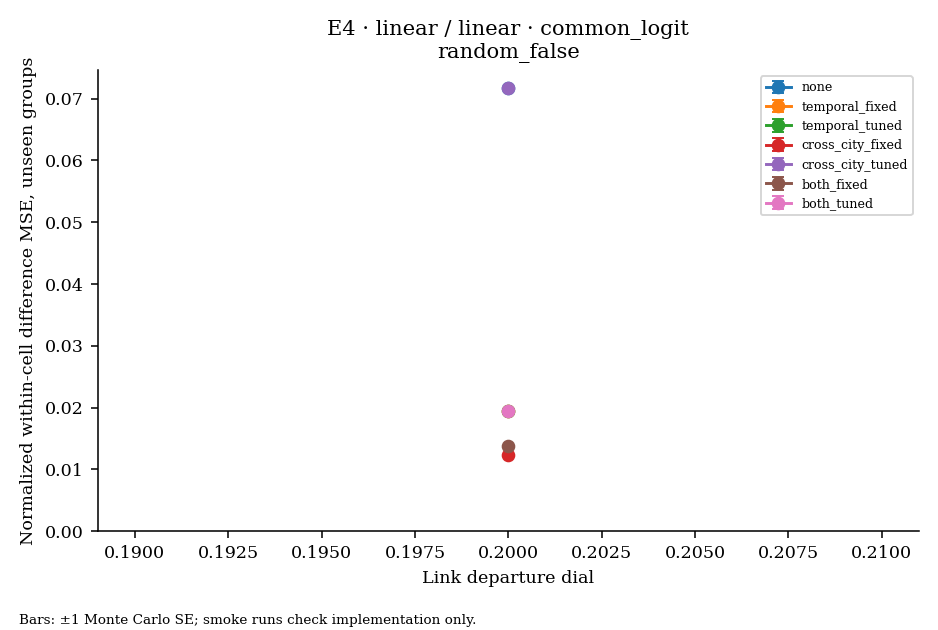 E4 · linear / linear · common_logit
random_false
Normalized within-cell difference MSE, unseen groups
0.07
0.06
0.05
0.04
0.03
0.02
0.01
0.00
none
temporal_fixed
temporal_tuned
cross_city_fixed
cross_city_tuned
both_fixed
both_tuned
0.1900 0.1925 0.1950 0.1975 0.2000 0.2025 0.2050 0.2075 0.2100
Link departure dial
Bars: ±1 Monte Carlo SE; smoke runs check implementation only.